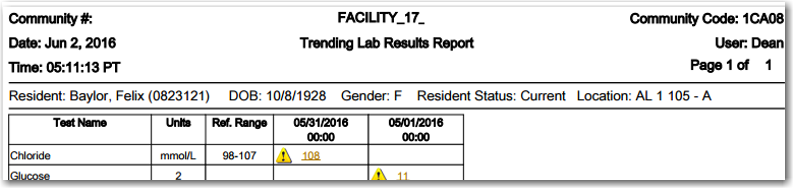 Community #: FACILITY_17_ Community Code: 1CA08
Date: Jun 2, 2016 Trending Lab Results Report User: Dean
Time: 05:11:13 PT Page 1 of 1
Resident: Baylor, Felix (0823121) DOB: 10/8/1928 Gender: F Resident Status: Current Location: AL 1 105 - A
Test Name Units Ref. Range 05/31/2016 00:00 05/01/2016 00:00
Chloride mmol/L 98-107 108
Glucose 2 11